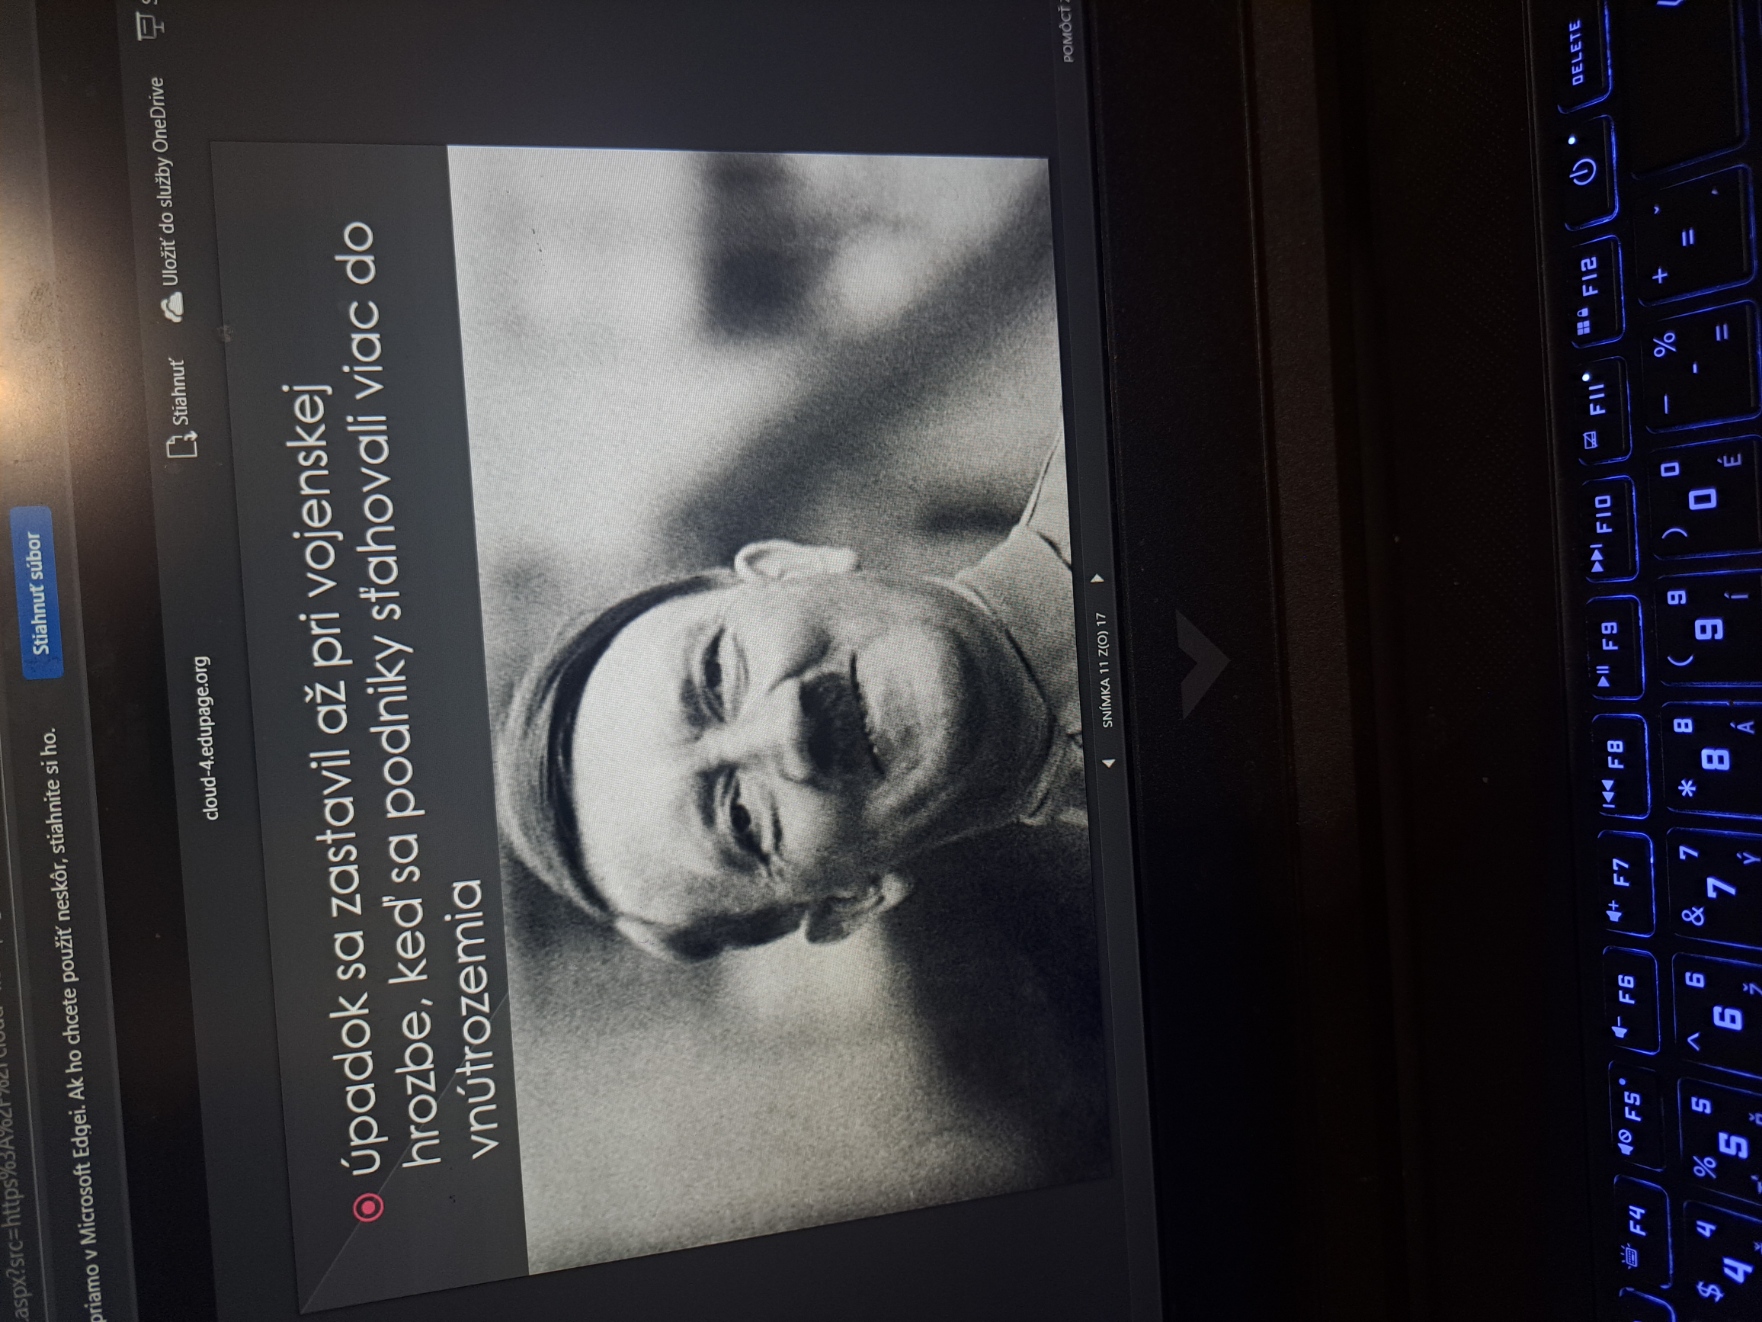 .aspx?src=https%3A%2F%2F
priamo v Microsoft Edgei. Ak ho chcete použiť neskôr, stiahnite si ho.
Stiahnuť súbor
cloud-4.edupage.org
Stiahnuť
Uložiť do služby OneDrive
úpadok sa zastavil až pri vojenskej
hrozbe, keď sa podniky sťahovali viac do
vnútrozemia
SNÍMKA 11 Z(O) 17
POMÔCŤ
F4 F5 F6 F7 F8 F9 F10 F11 F12 DELETE
$ 4 4 % 5 5 ^ 6 6 & 7 7 * 8 8 ( 9 9 ) 0 0 - % + ˇ
ž Ý Á Í É - = = ,